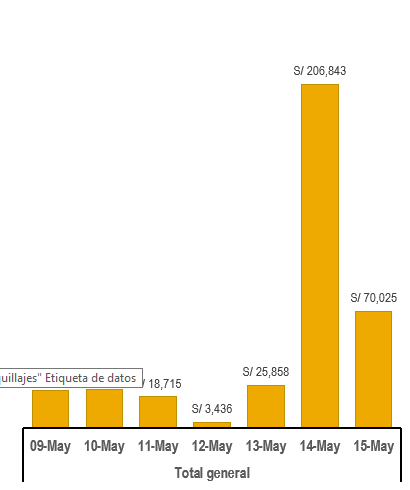 S/ 206,843
S/ 70,025
quillajes" Etiqueta de datos
/ 18,715
S/ 25,858
S/ 3,436
09-May 10-May 11-May 12-May 13-May 14-May 15-May
Total general